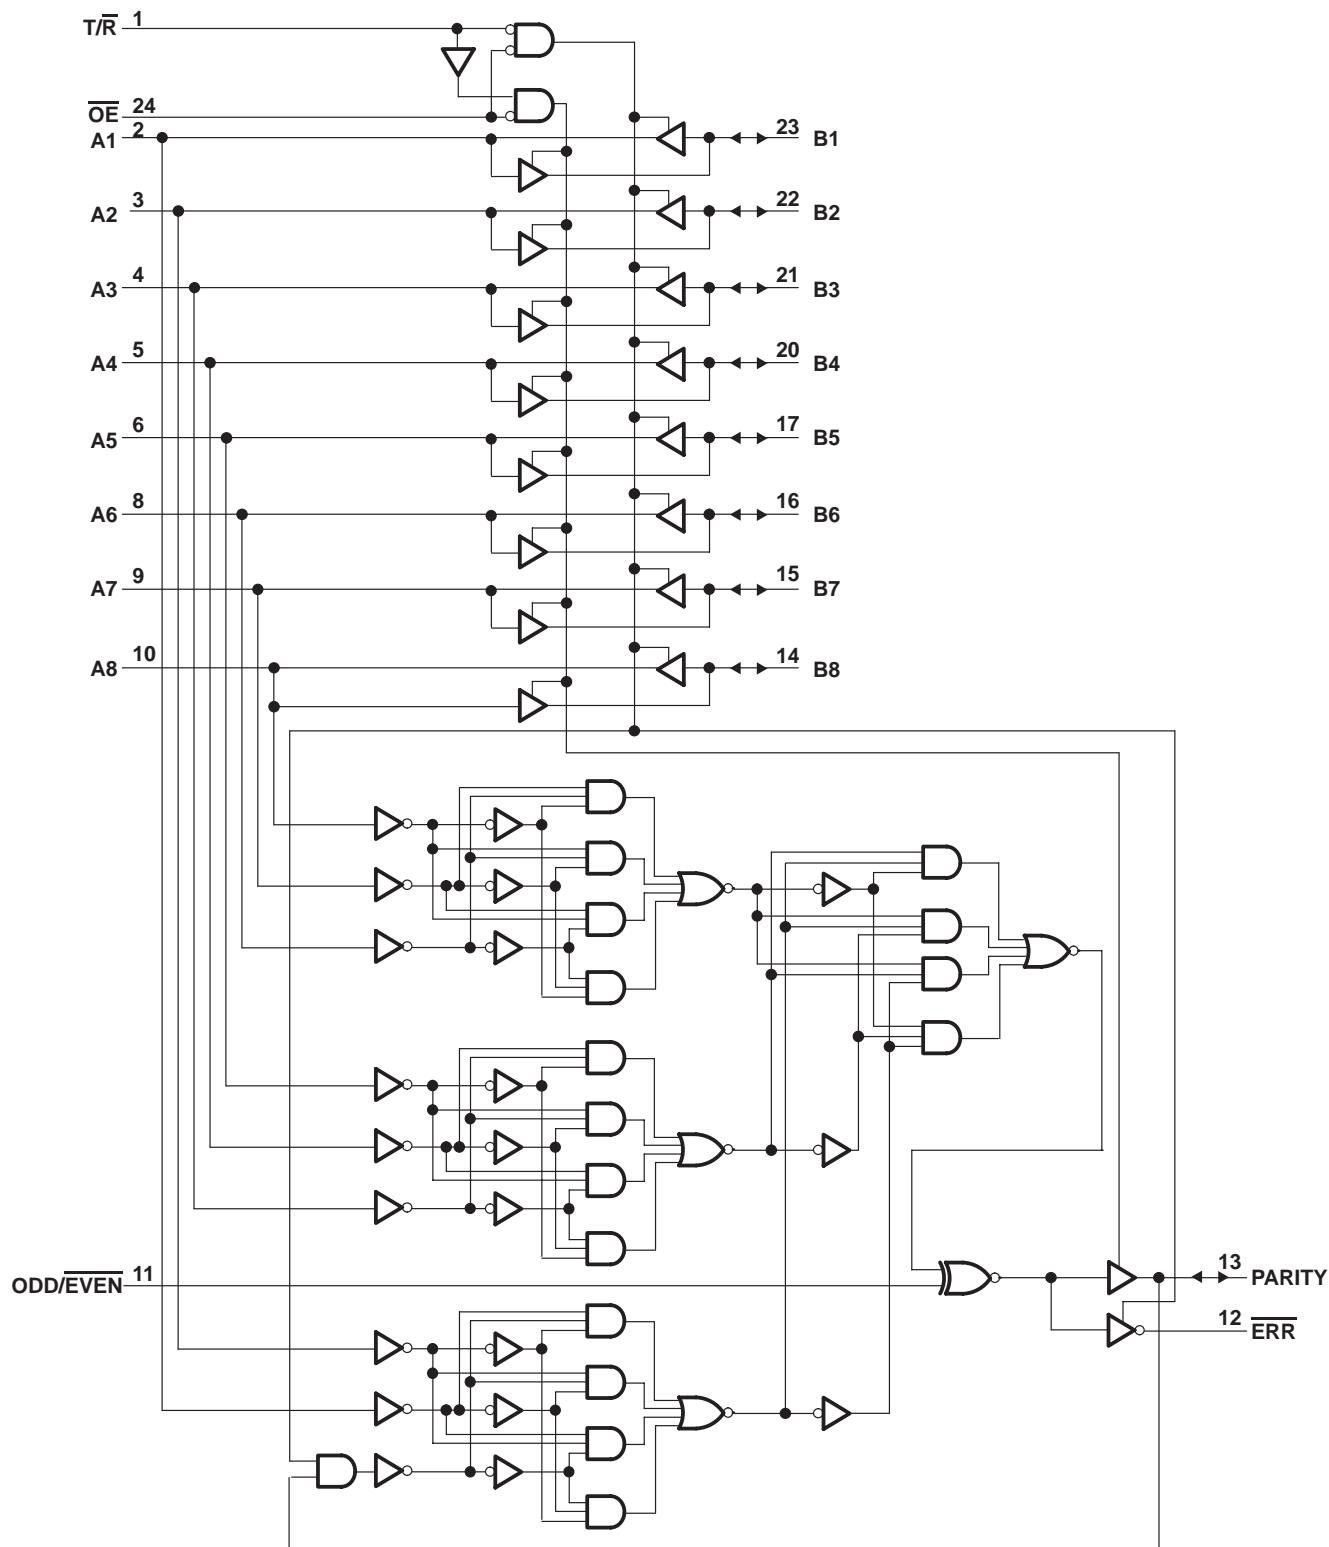 T/R 1
OE 24
A1 2 23 B1
A2 3 22 B2
A3 4 21 B3
A4 5 20 B4
A5 6 17 B5
A6 8 16 B6
A7 9 15 B7
A8 10 14 B8
ODD/EVEN 11
13 PARITY
12 ERR